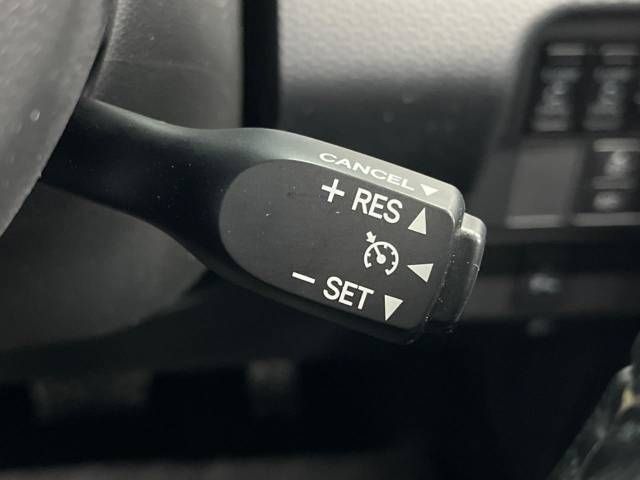 CANCEL ▼
+ RES ▲
◀
− SET ▼